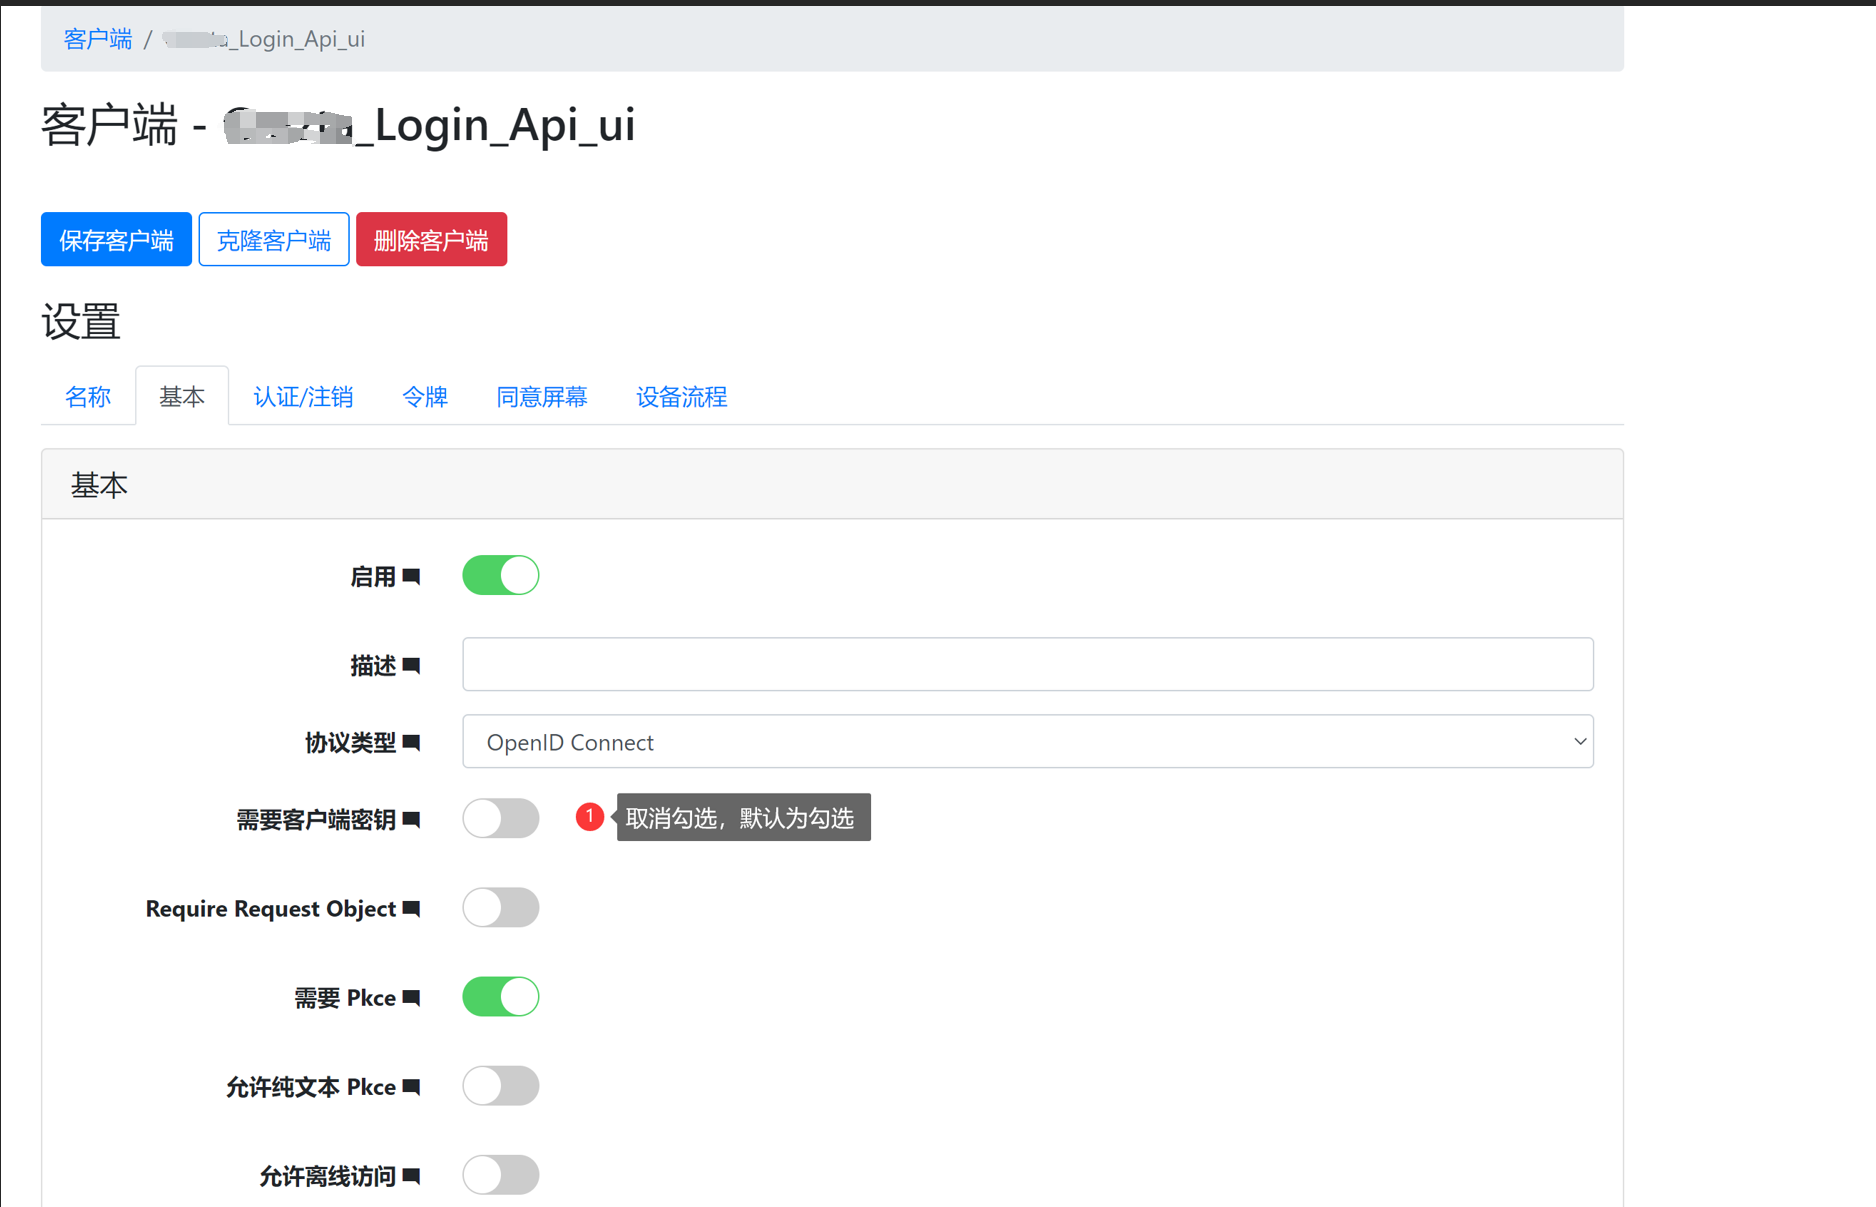 客户端 / _Login_Api_ui
客户端 - _Login_Api_ui
保存客户端 克隆客户端 删除客户端
设置
名称 基本 认证/注销 令牌 同意屏幕 设备流程
基本
启用
描述
协议类型 OpenID Connect
需要客户端密钥 1 取消勾选，默认为勾选
Require Request Object
需要 Pkce
允许纯文本 Pkce
允许离线访问